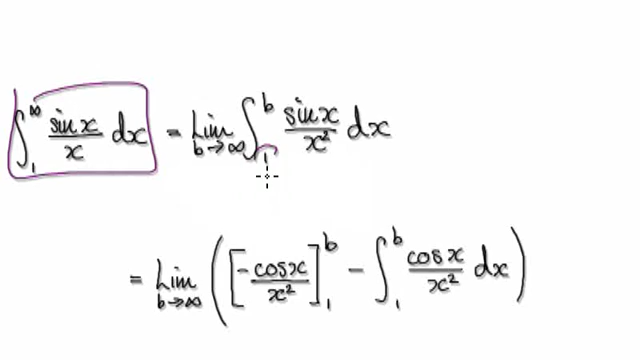 ∫₁^∞ sinx/x dx = Lim_{b→∞} ∫₁^b sinx/x² dx
= Lim_{b→∞} ( [ -cosx/x² ]₁^b - ∫₁^b cosx/x² dx )